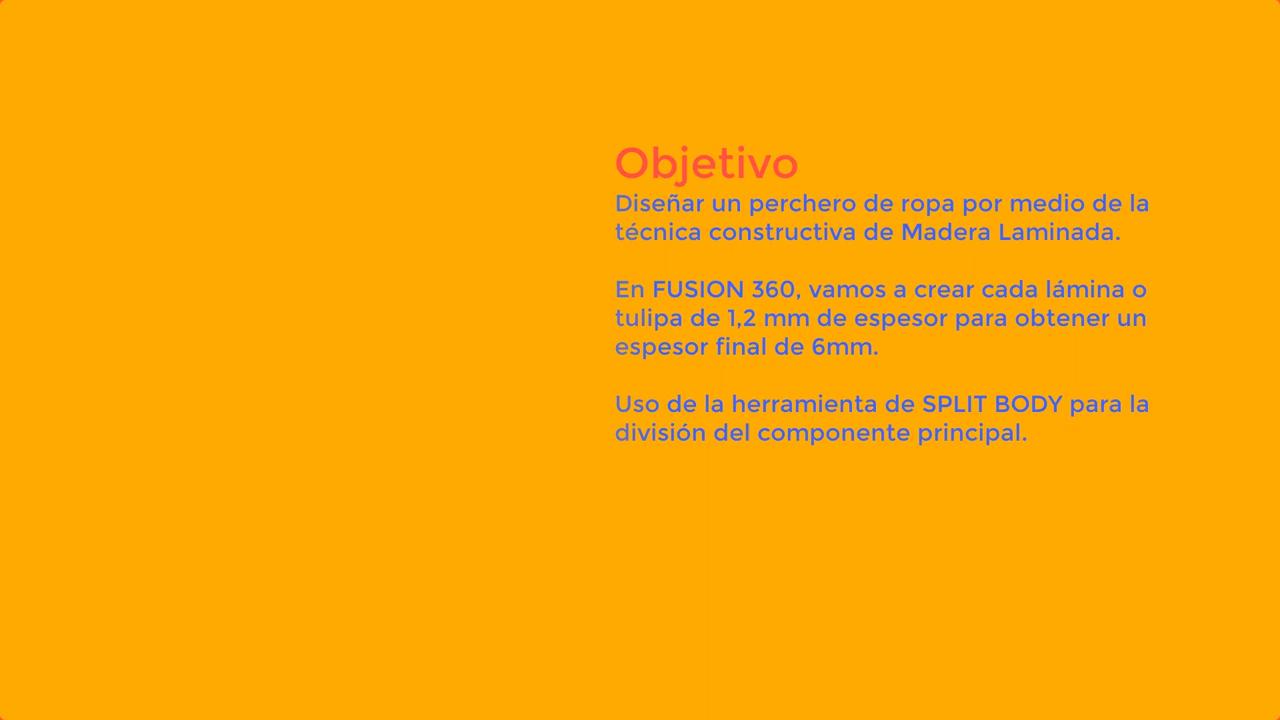 Objetivo
Diseñar un perchero de ropa por medio de la
técnica constructiva de Madera Laminada.
En FUSION 360, vamos a crear cada lámina o
tulipa de 1,2 mm de espesor para obtener un
espesor final de 6mm.
Uso de la herramienta de SPLIT BODY para la
división del componente principal.